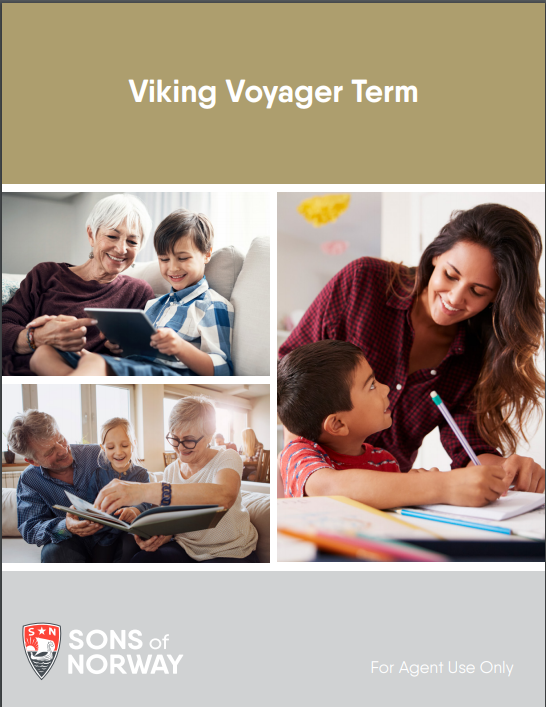 Viking Voyager Term
S N
SONS of
NORWAY
For Agent Use Only